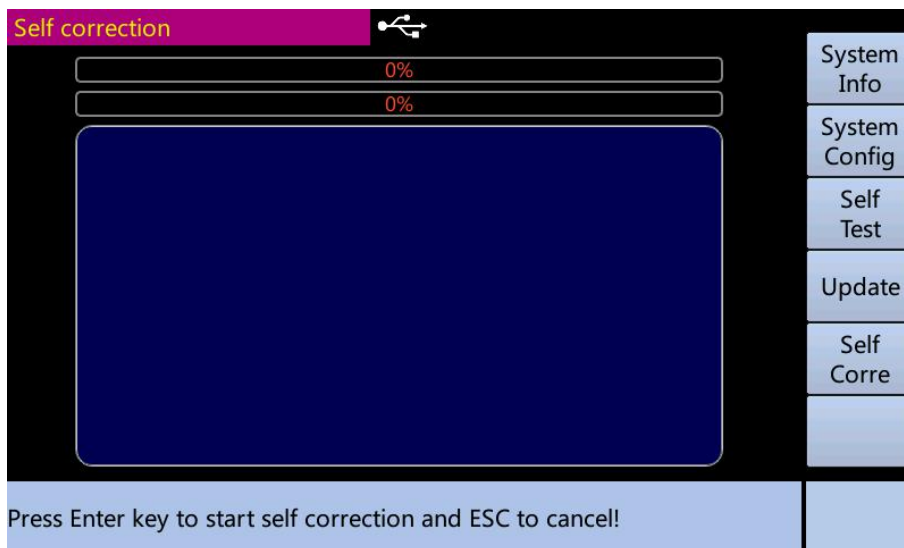 Self correction
0%
0%
System
Info
System
Config
Self
Test
Update
Self
Corre
Press Enter key to start self correction and ESC to cancel!